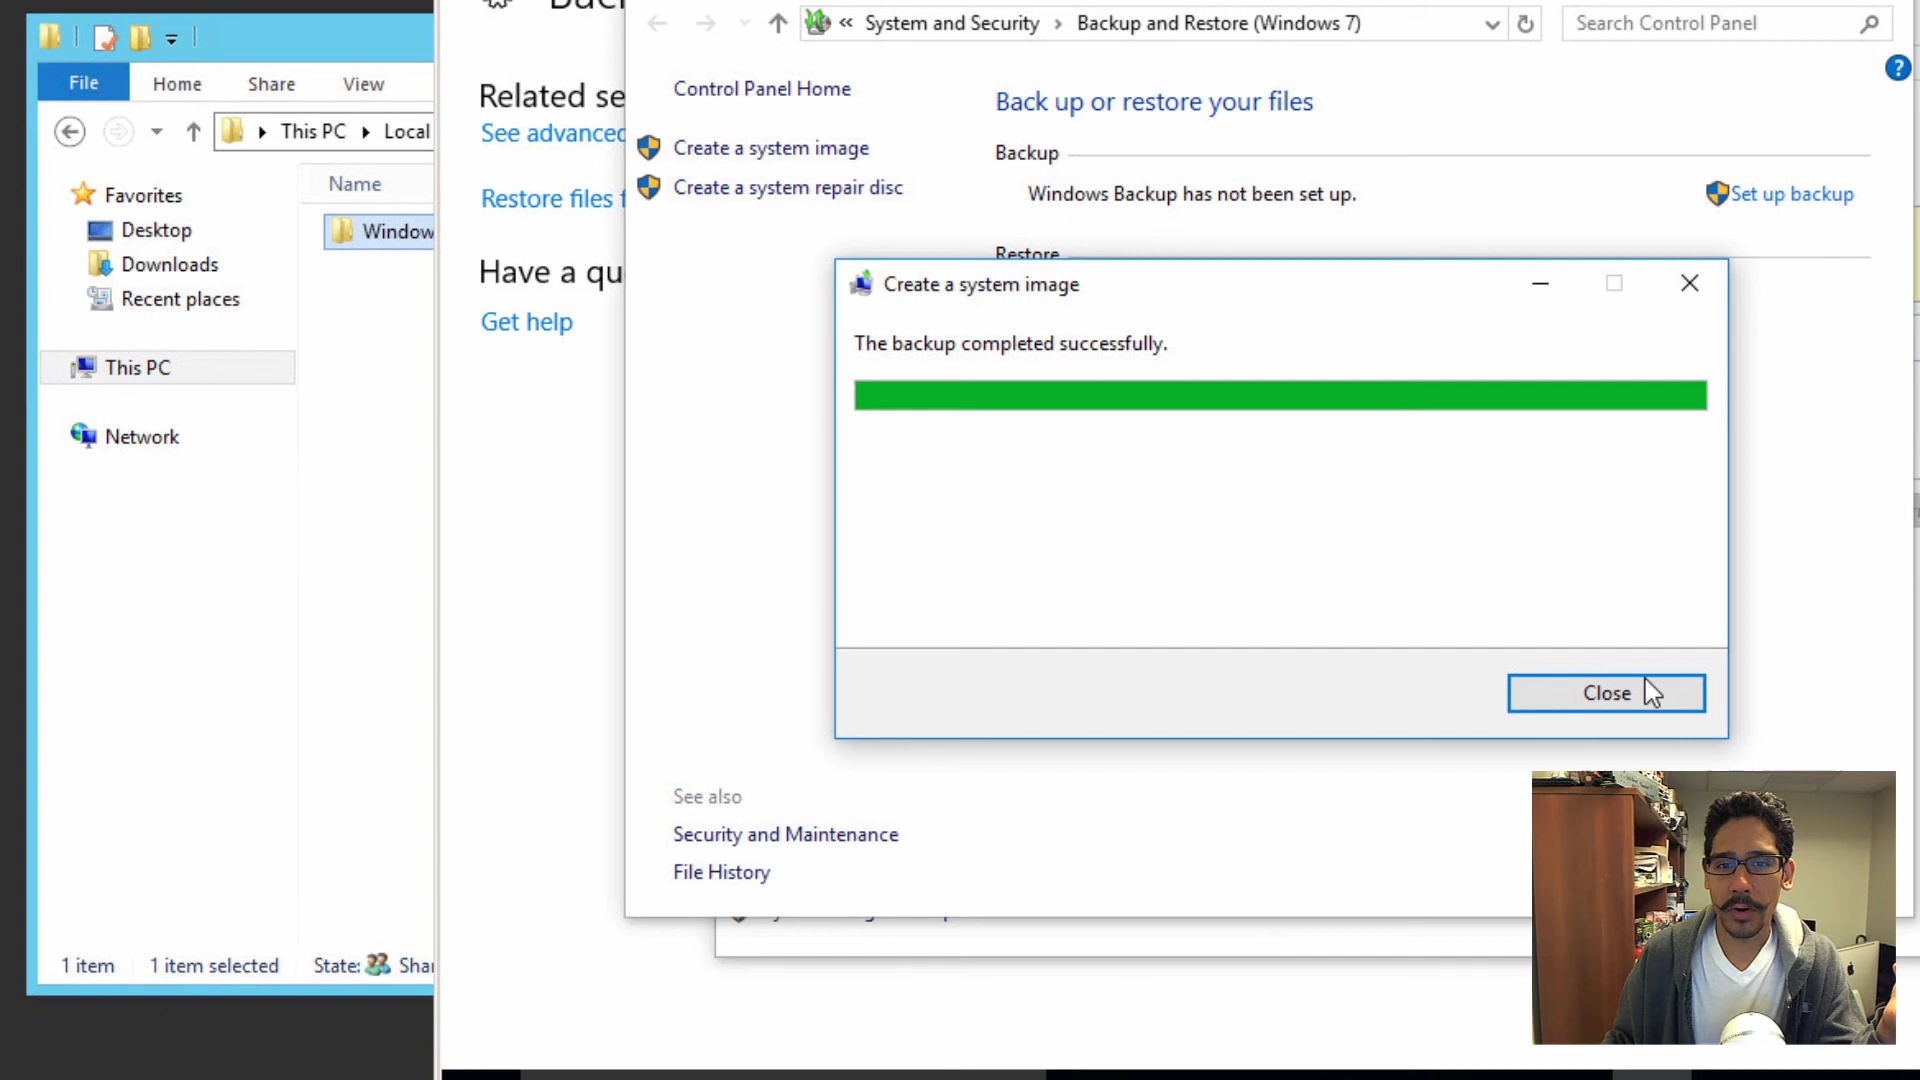 File Home Share View
This PC Local
Name
Favorites
Desktop
Downloads
Recent places
Window
This PC
Network
1 item 1 item selected State: Shar
Related se
See advanced
Restore files f
Have a qu
Get help
« System and Security > Backup and Restore (Windows 7)
Search Control Panel
?
Control Panel Home
Create a system image
Create a system repair disc
Back up or restore your files
Backup
Windows Backup has not been set up.
Set up backup
Restore
Create a system image
The backup completed successfully.
Close
See also
Security and Maintenance
File History